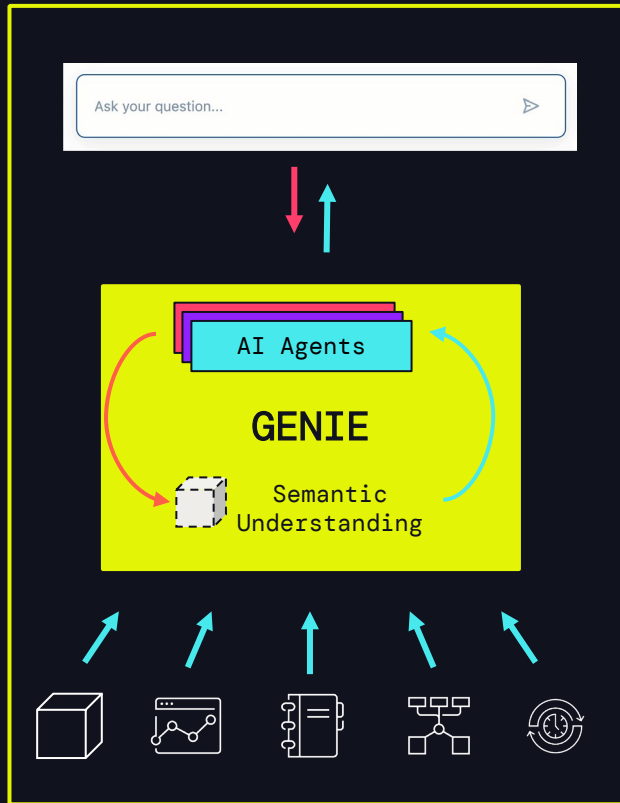 Ask your question...
AI Agents
GENIE
Semantic
Understanding